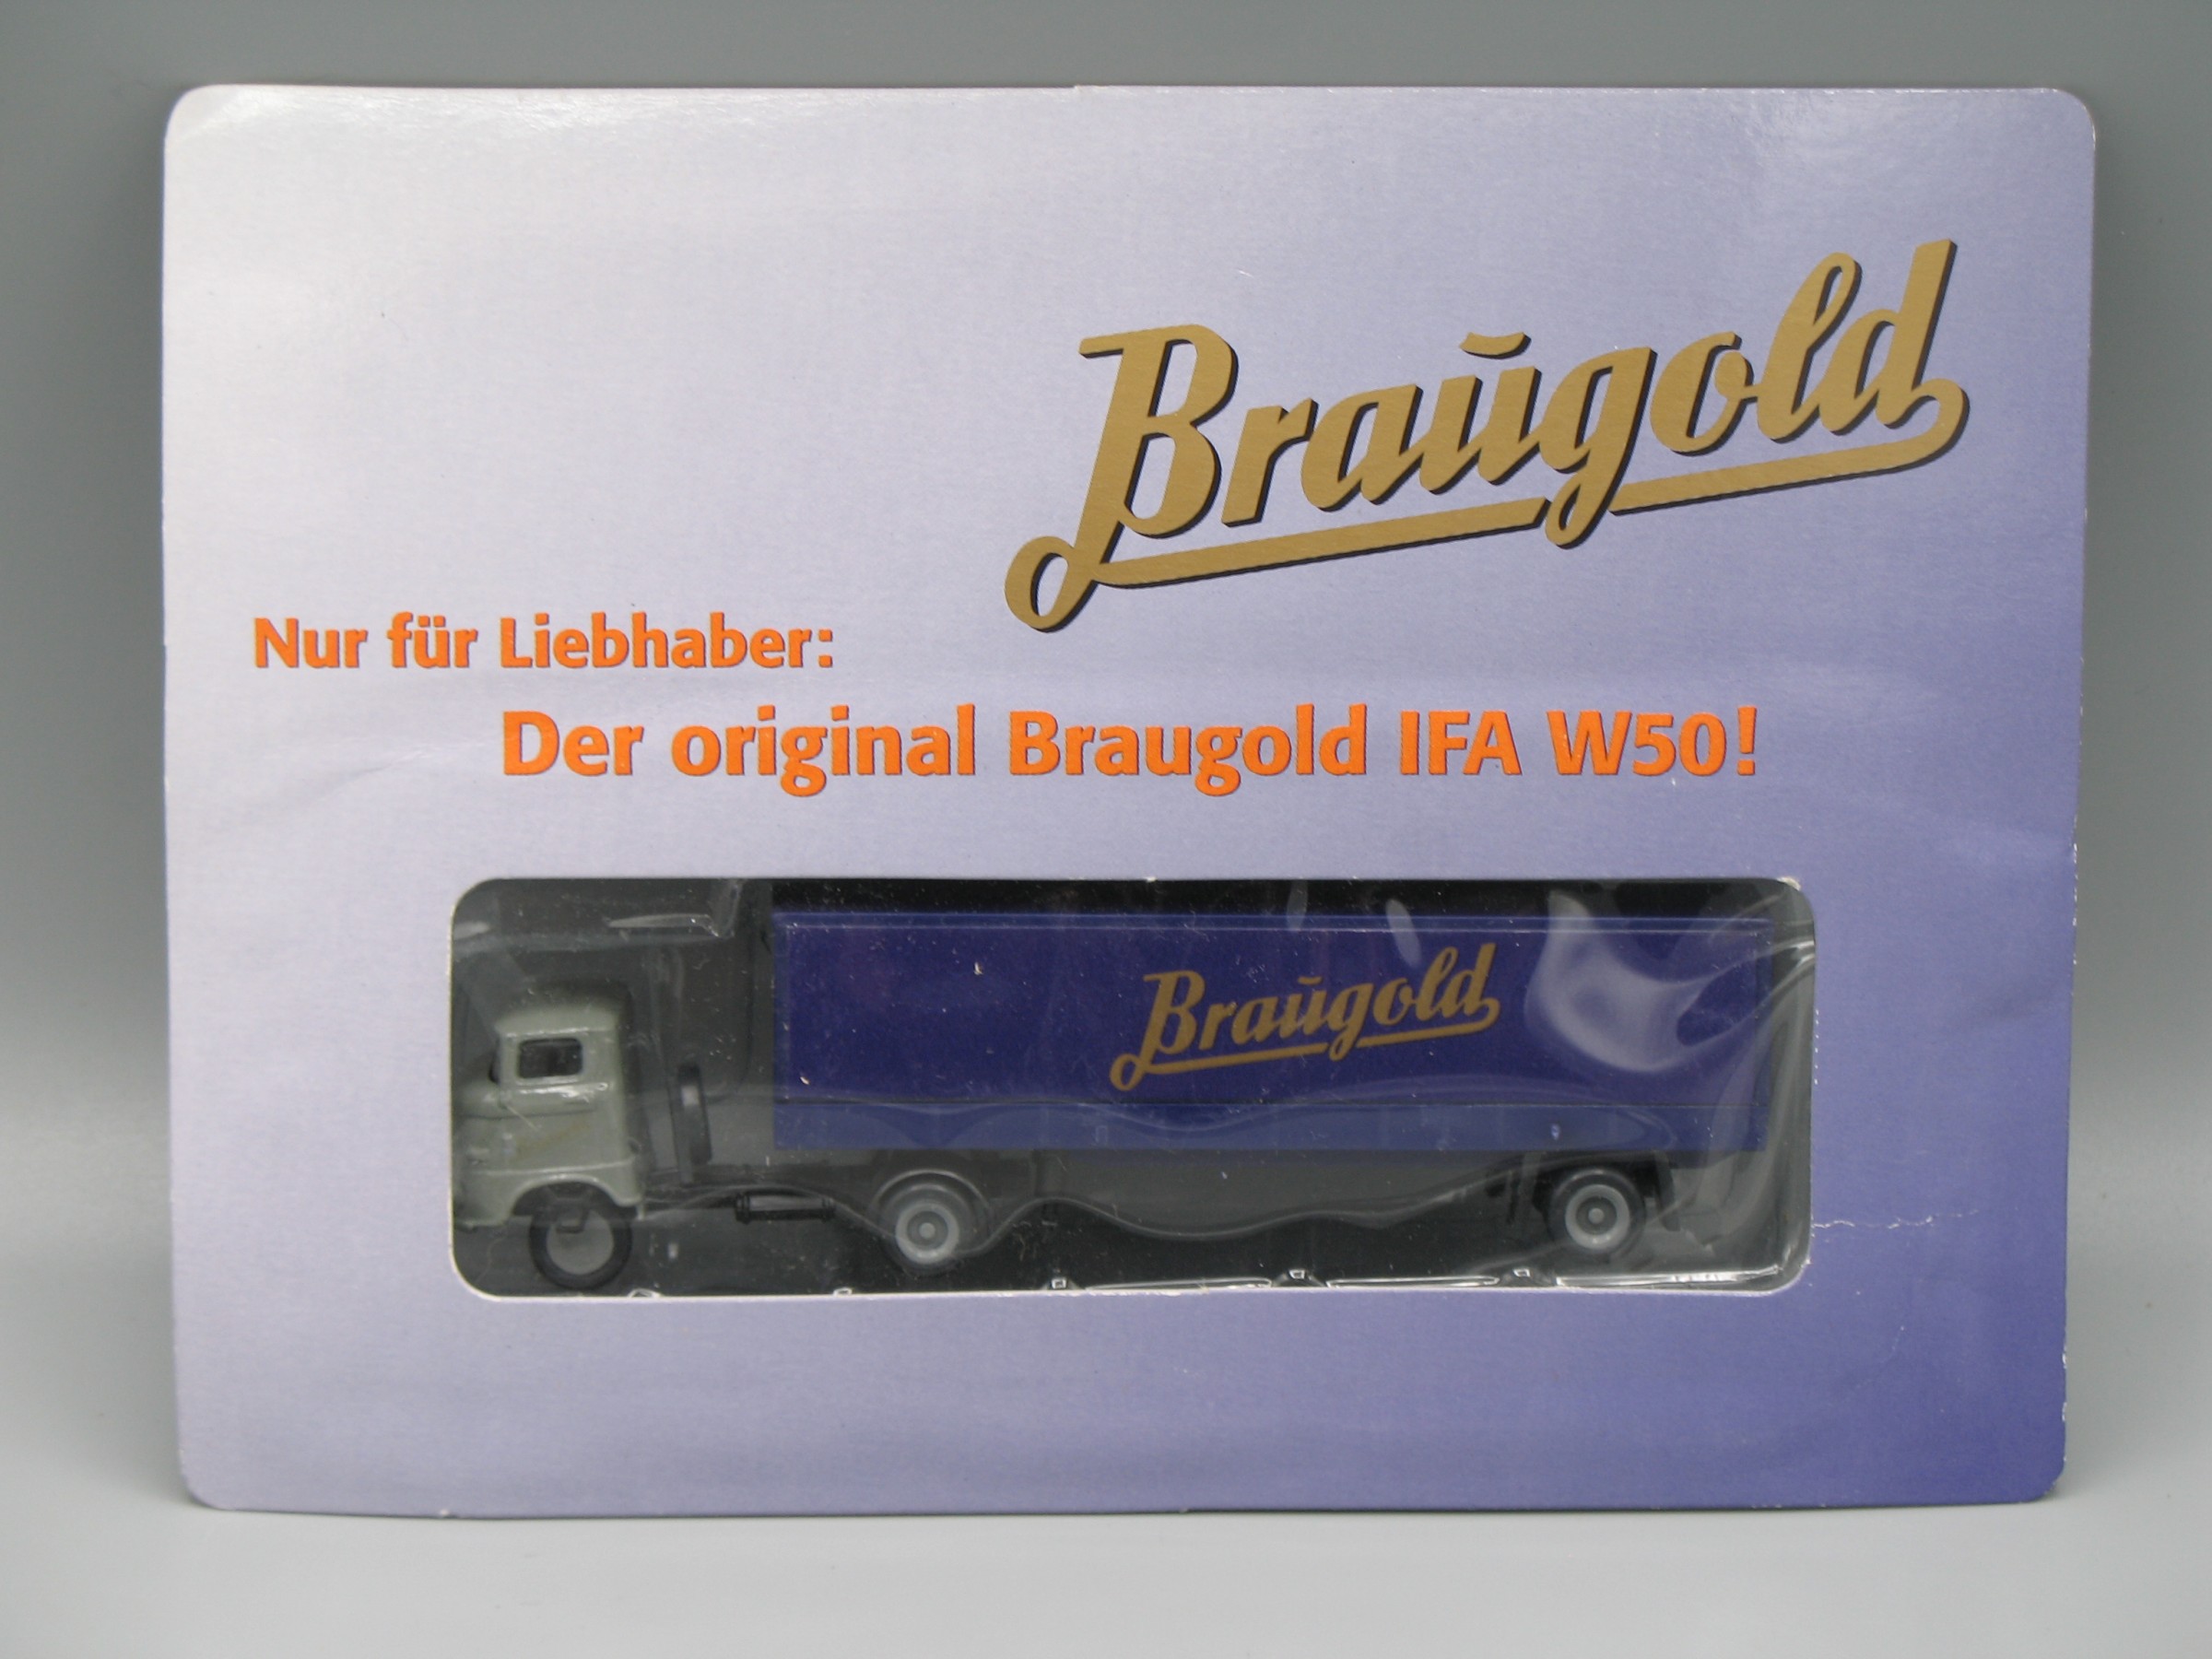 Braugold
Nur für Liebhaber:
Der original Braugold IFA W50!
Braugold